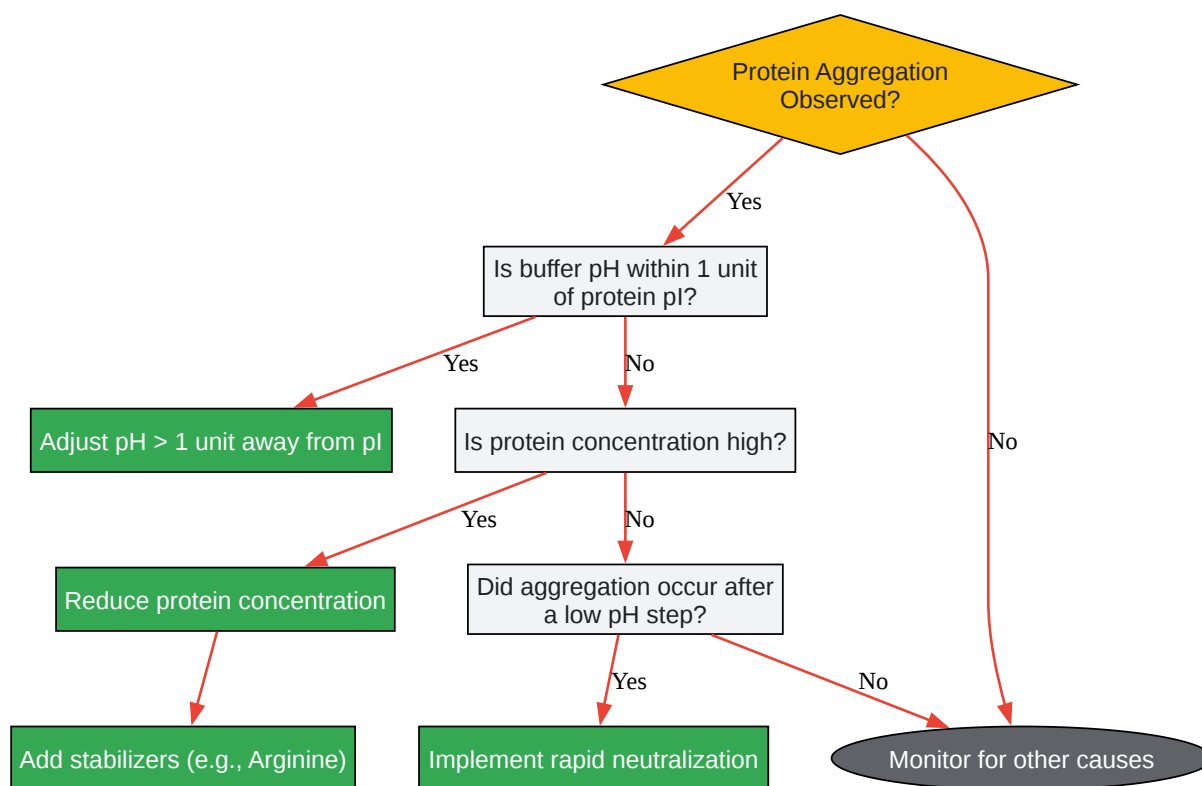 Protein Aggregation
Observed?
Yes
Is buffer pH within 1 unit
of protein pI?
Yes
No
No
Adjust pH > 1 unit away from pI
Is protein concentration high?
Yes
No
Reduce protein concentration
Did aggregation occur after
a low pH step?
Yes
No
Add stabilizers (e.g., Arginine)
Implement rapid neutralization
Monitor for other causes